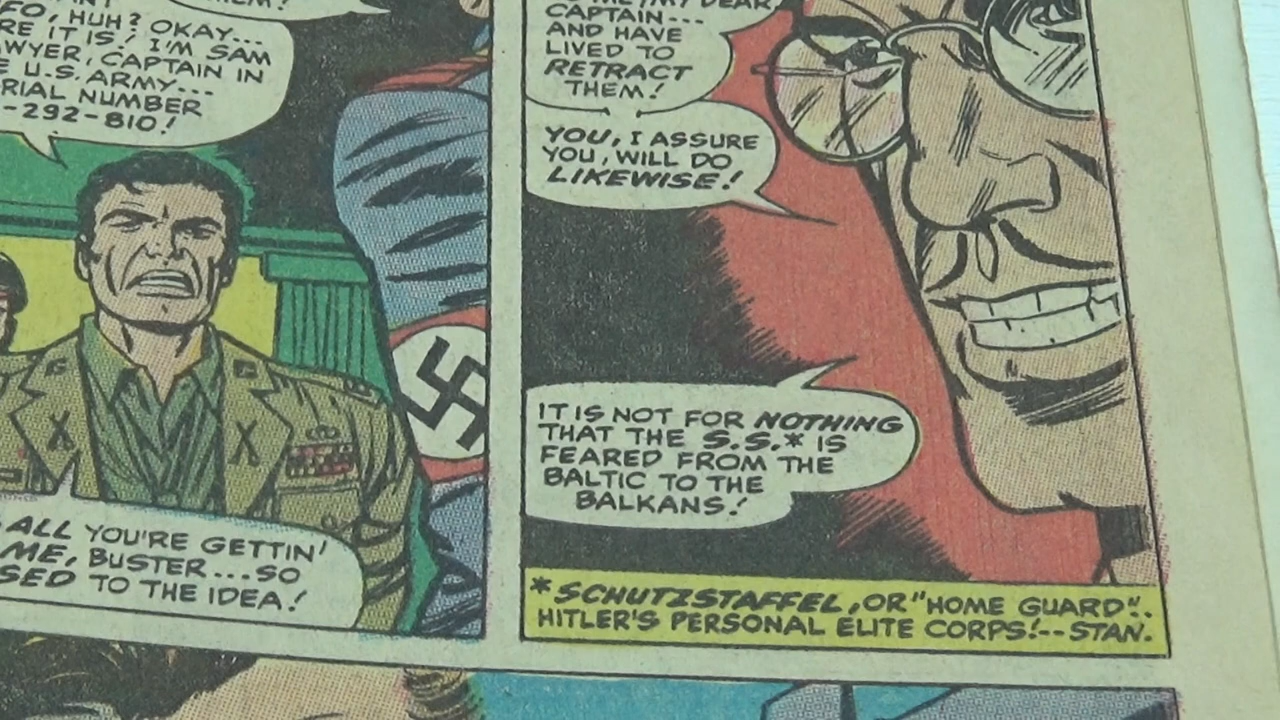 FO, HUH? OKAY...
RE IT IS! I'M SAM
WYER, CAPTAIN IN
E U.S. ARMY...
RIAL NUMBER
-292-810!
ALL YOU'RE GETTIN'
ME, BUSTER...SO
SED TO THE IDEA!
CAPTAIN---
AND HAVE
LIVED TO
RETRACT
THEM!
YOU, I ASSURE
YOU, WILL DO
LIKEWISE!
IT IS NOT FOR NOTHING
THAT THE S.S.* IS
FEARED FROM THE
BALTIC TO THE
BALKANS!
*SCHUTZSTAFFEL, OR "HOME GUARD".
HITLER'S PERSONAL ELITE CORPS!--STAN.